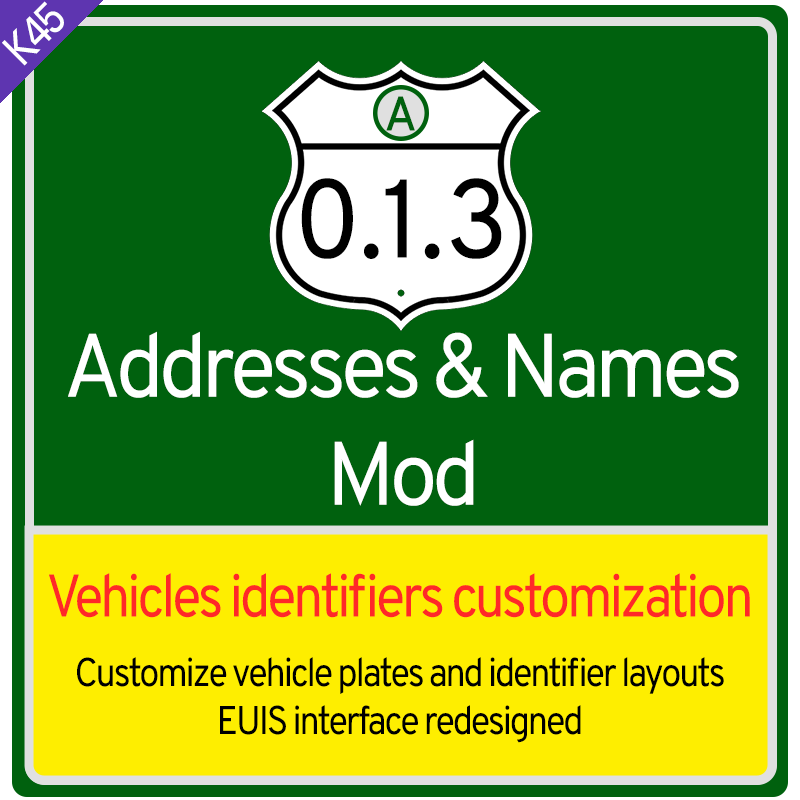 K45
A
0.1.3
Addresses & Names
Mod
Vehicles identifiers customization
Customize vehicle plates and identifier layouts
EUIS interface redesigned